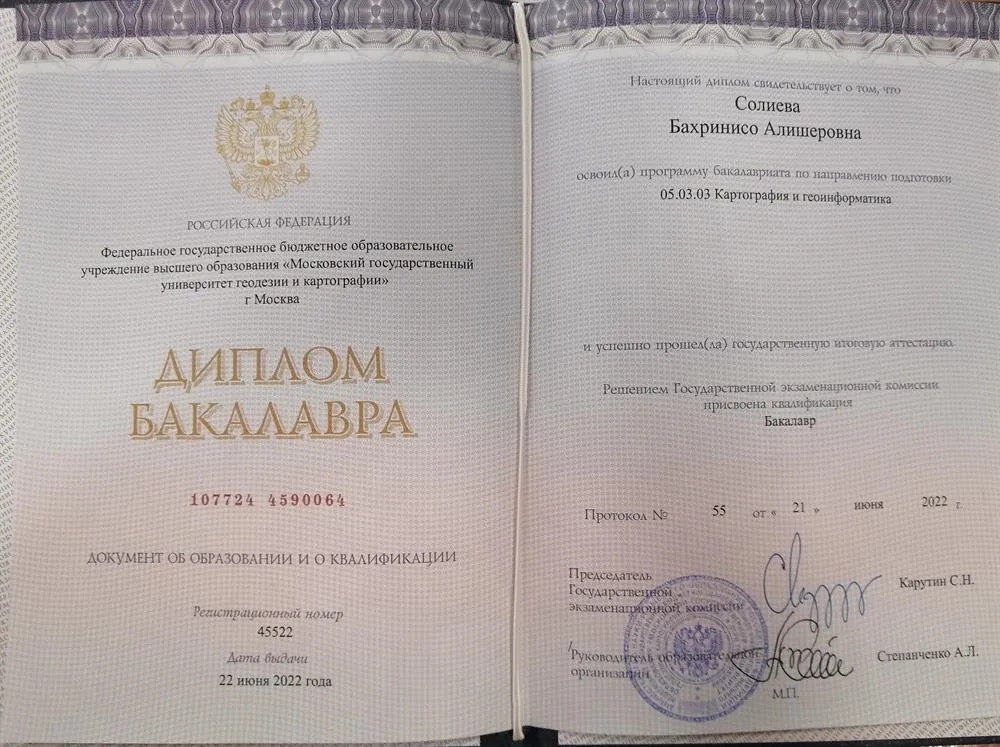 РОССИЙСКАЯ ФЕДЕРАЦИЯ
Федеральное государственное бюджетное образовательное
учреждение высшего образования «Московский государственный
университет геодезии и картографии»
г Москва
ДИПЛОМ
БАКАЛАВРА
107724 4590064
ДОКУМЕНТ ОБ ОБРАЗОВАНИИ И О КВАЛИФИКАЦИИ
Регистрационный номер
45522
Дата выдачи
22 июня 2022 года
Настоящий диплом свидетельствует о том, что
Солиева
Бахринисо Алишеровна
освоил(а) программу бакалавриата по направлению подготовки
05.03.03 Картография и геоинформатика
и успешно прошел(ла) государственную итоговую аттестацию.
Решением Государственной экзаменационной комиссии
присвоена квалификация
Бакалавр
Протокол № 55 от « 21 » июня 2022 г.
Председатель
Государственной
экзаменационной комиссии
Карутин С.Н.
Руководитель образовательной
организации
Степанченко А.Л.
М.П.